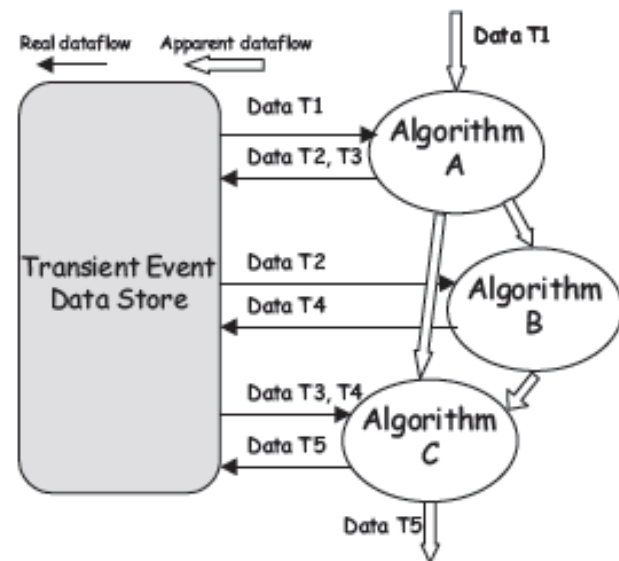 Real dataflow
Apparent dataflow
Data T1
Data T1
Algorithm
A
Data T2, T3
Transient Event
Data Store
Data T2
Algorithm
B
Data T4
Data T3, T4
Algorithm
C
Data T5
Data T5